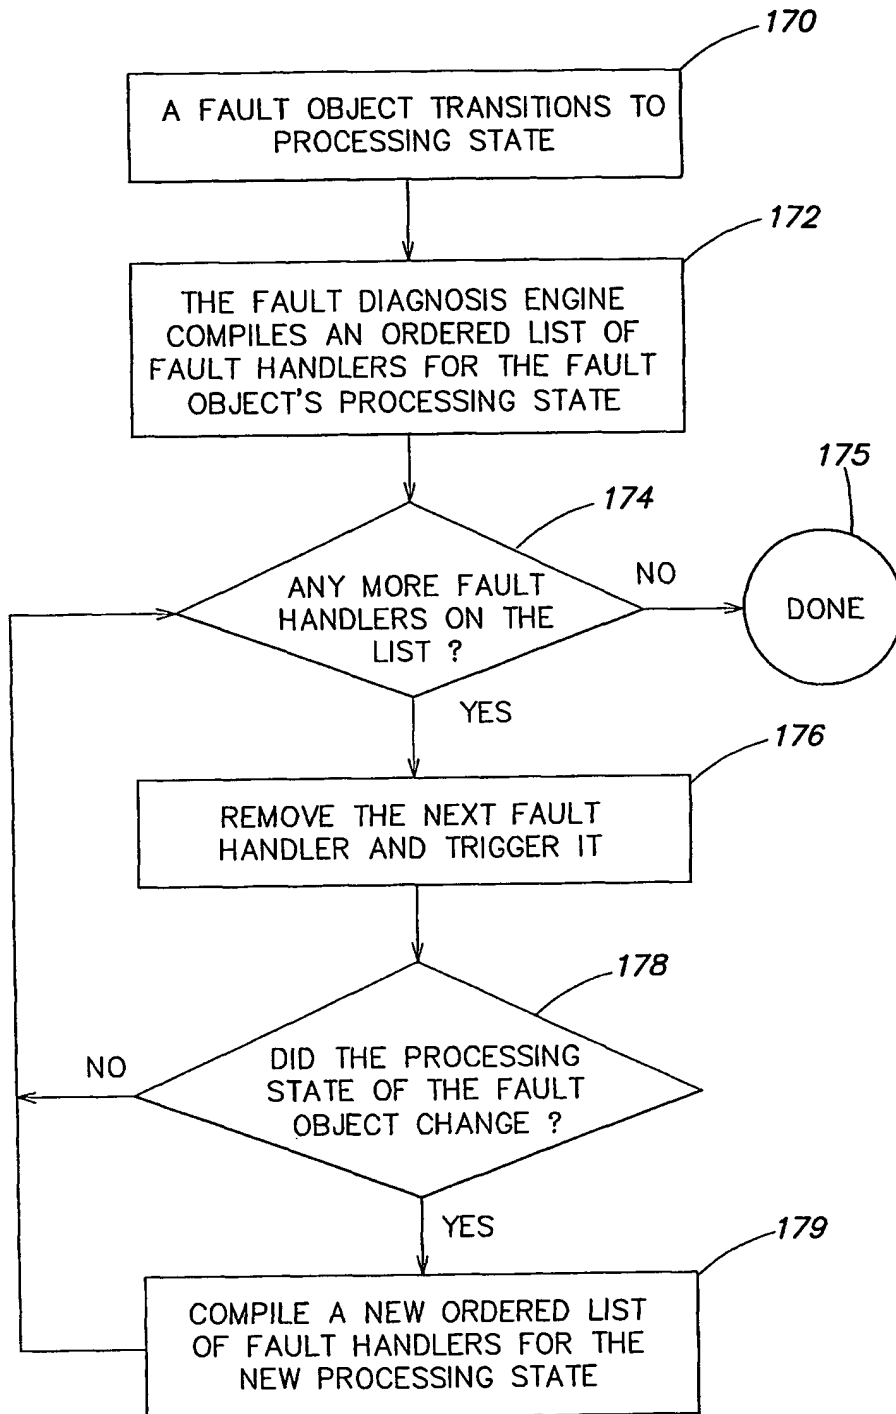 170
A FAULT OBJECT TRANSITIONS TO
PROCESSING STATE
172
THE FAULT DIAGNOSIS ENGINE
COMPILES AN ORDERED LIST OF
FAULT HANDLERS FOR THE FAULT
OBJECT'S PROCESSING STATE
174
175
ANY MORE FAULT
HANDLERS ON THE
LIST ?
NO
DONE
YES
176
REMOVE THE NEXT FAULT
HANDLER AND TRIGGER IT
178
DID THE PROCESSING
STATE OF THE FAULT
OBJECT CHANGE ?
NO
YES
179
COMPILE A NEW ORDERED LIST
OF FAULT HANDLERS FOR THE
NEW PROCESSING STATE